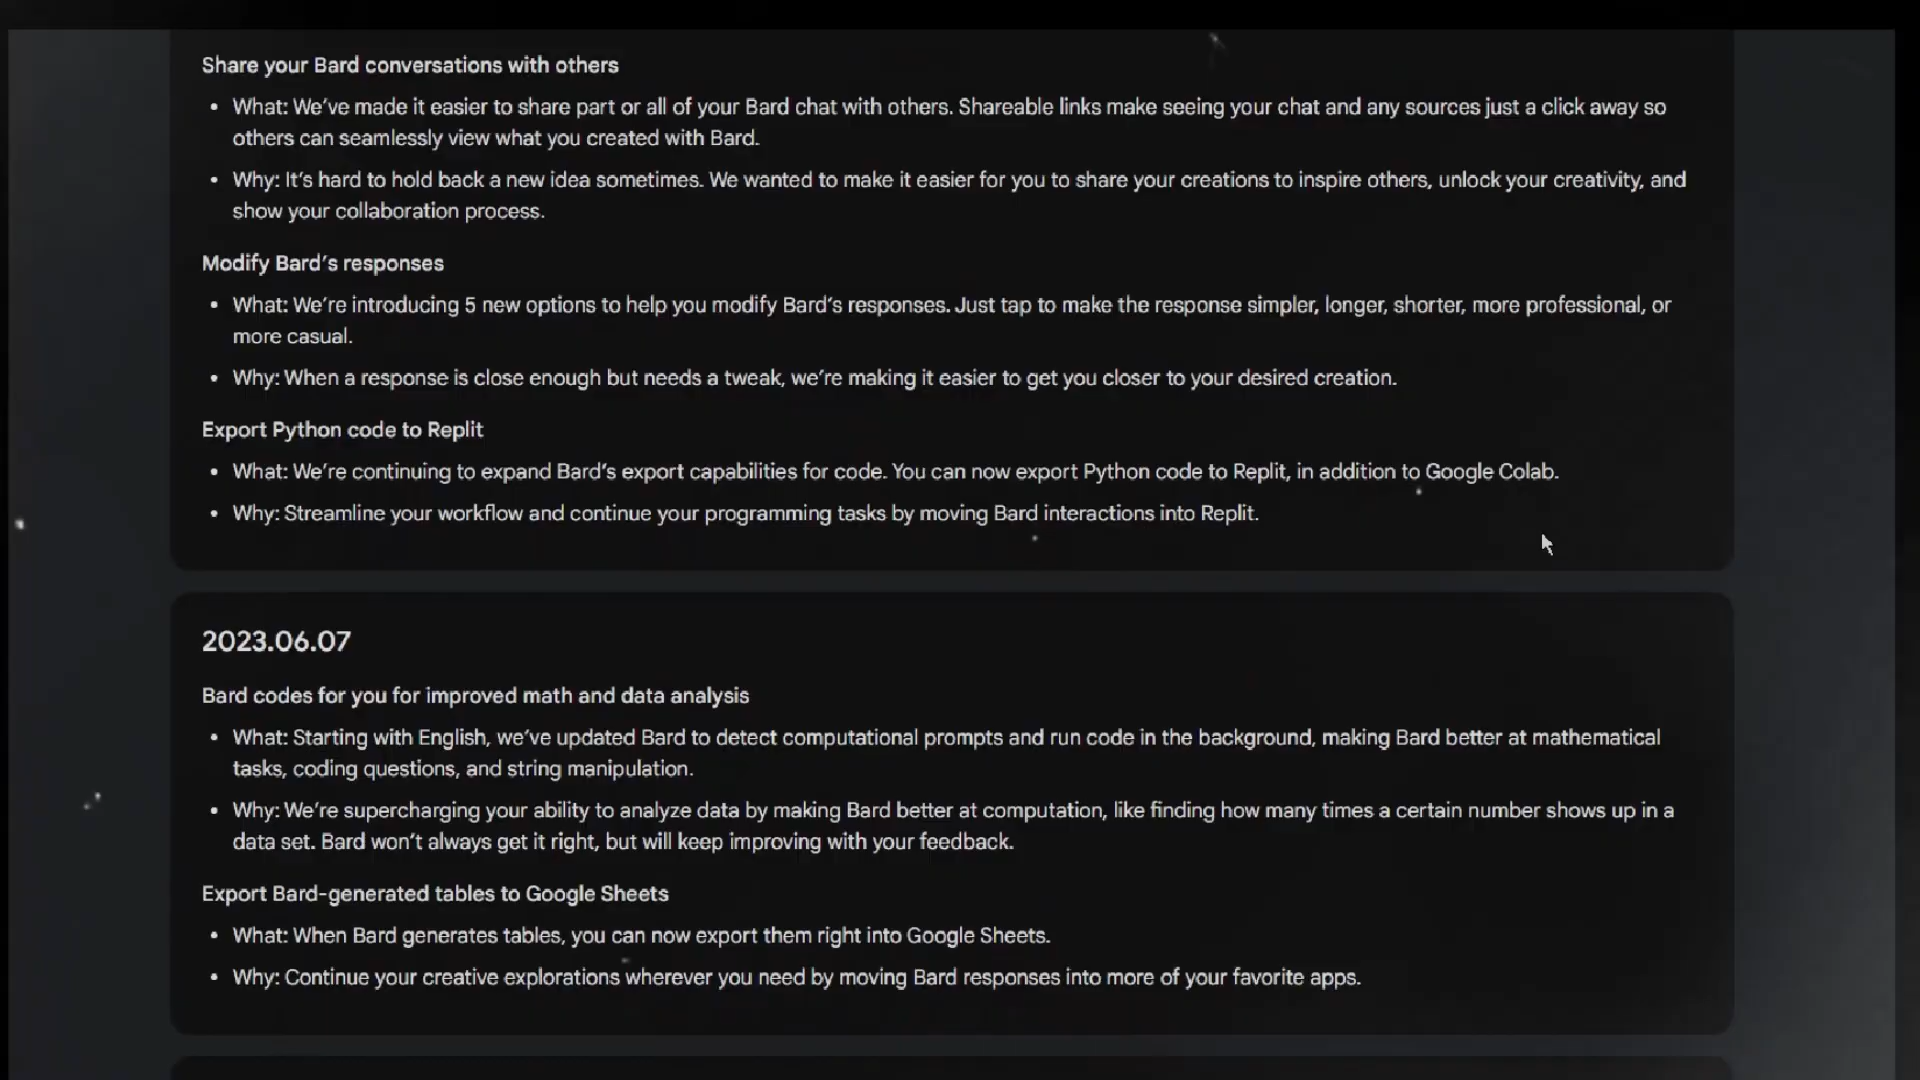 Share your Bard conversations with others
• What: We've made it easier to share part or all of your Bard chat with others. Shareable links make seeing your chat and any sources just a click away so
others can seamlessly view what you created with Bard.
• Why: It's hard to hold back a new idea sometimes. We wanted to make it easier for you to share your creations to inspire others, unlock your creativity, and
show your collaboration process.
Modify Bard's responses
• What: We're introducing 5 new options to help you modify Bard's responses. Just tap to make the response simpler, longer, shorter, more professional, or
more casual.
• Why: When a response is close enough but needs a tweak, we're making it easier to get you closer to your desired creation.
Export Python code to Replit
• What: We're continuing to expand Bard's export capabilities for code. You can now export Python code to Replit, in addition to Google Colab.
• Why: Streamline your workflow and continue your programming tasks by moving Bard interactions into Replit.
2023.06.07
Bard codes for you for improved math and data analysis
• What: Starting with English, we've updated Bard to detect computational prompts and run code in the background, making Bard better at mathematical
tasks, coding questions, and string manipulation.
• Why: We're supercharging your ability to analyze data by making Bard better at computation, like finding how many times a certain number shows up in a
data set. Bard won't always get it right, but will keep improving with your feedback.
Export Bard-generated tables to Google Sheets
• What: When Bard generates tables, you can now export them right into Google Sheets.
• Why: Continue your creative explorations wherever you need by moving Bard responses into more of your favorite apps.